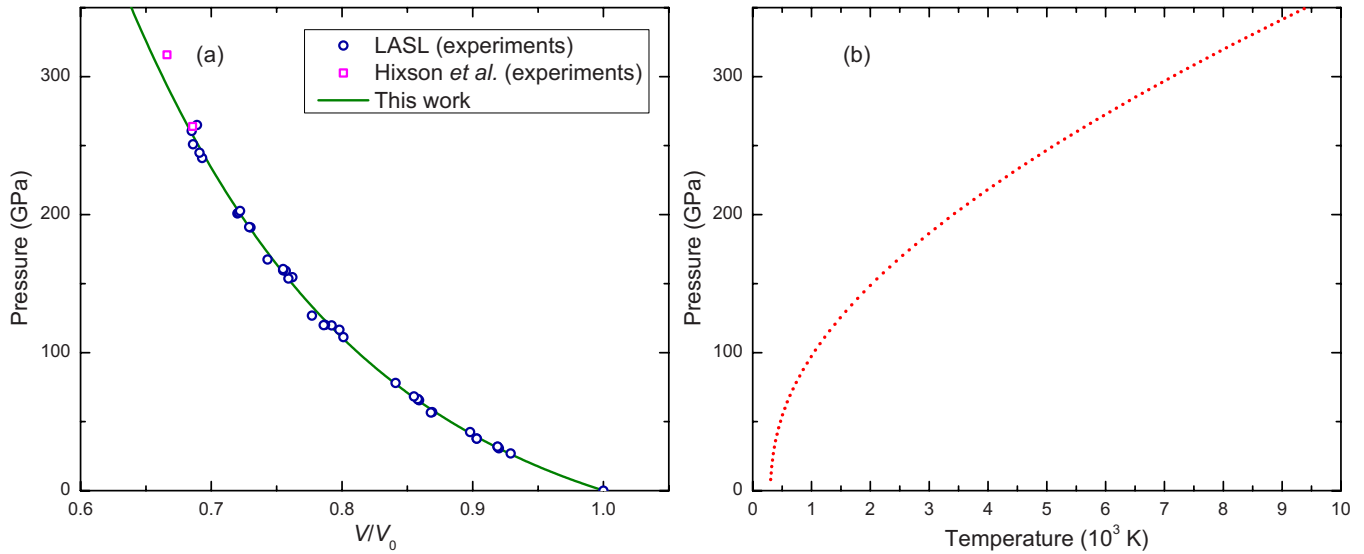 (a)
LASL (experiments)
Hixson et al. (experiments)
This work
300
200
100
0
Pressure (GPa)
0.6 0.7 0.8 0.9 1.0
V/V0
(b)
300
200
100
0
Pressure (GPa)
0 1 2 3 4 5 6 7 8 9 10
Temperature (10³ K)